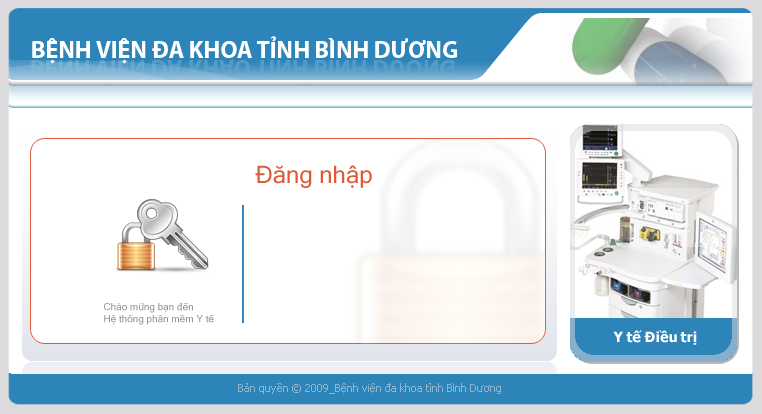 BỆNH VIỆN ĐA KHOA TỈNH BÌNH DƯƠNG
Đăng nhập
Chào mừng bạn đến
Hệ thống phần mềm Y tế
Y tế Điều trị
Bản quyền © 2009_Bệnh viện đa khoa tỉnh Bình Dương